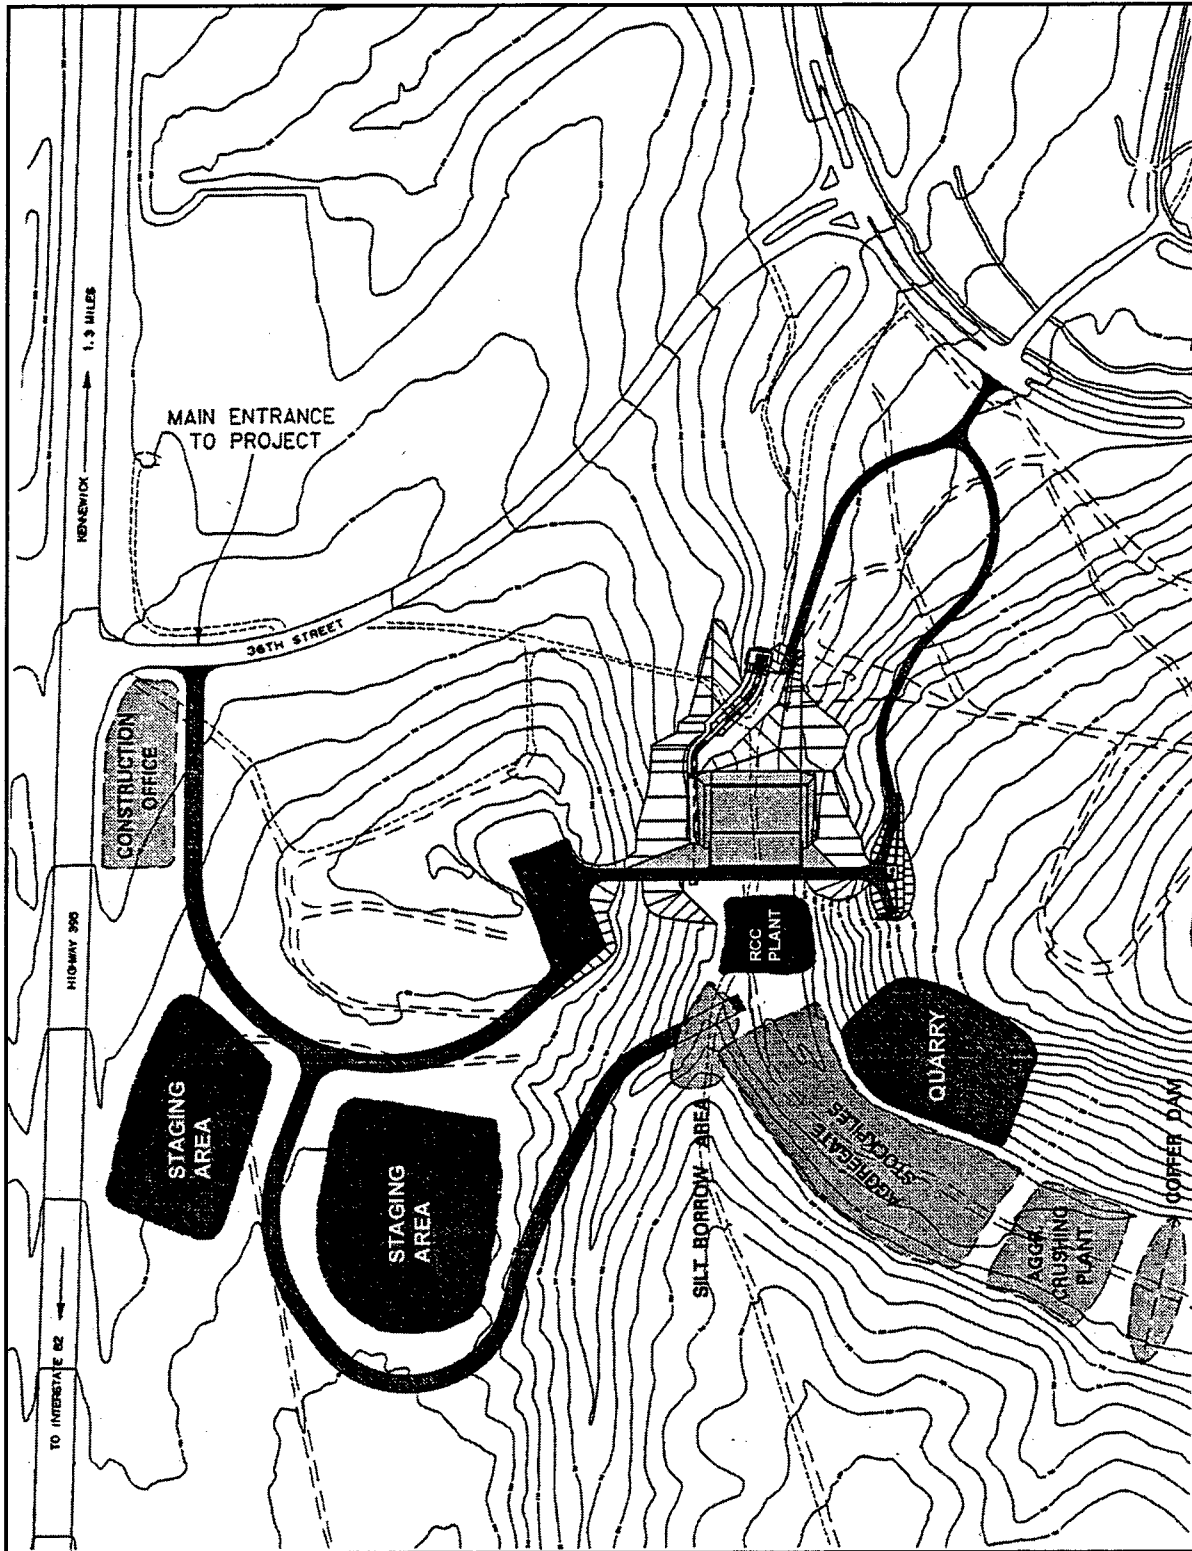 KENNEWICK
1.3 MILES
MAIN ENTRANCE
TO PROJECT
36TH STREET
CONSTRUCTION
OFFICE
HIGHWAY 395
RCC
PLANT
STAGING
AREA
QUARRY
STAGING
AREA
SILT BORROW AREA
AGGREGATE
STOCKPILES
AGGR.
CRUSHING
PLANT
COFFER DAM
TO INTERSTATE 82